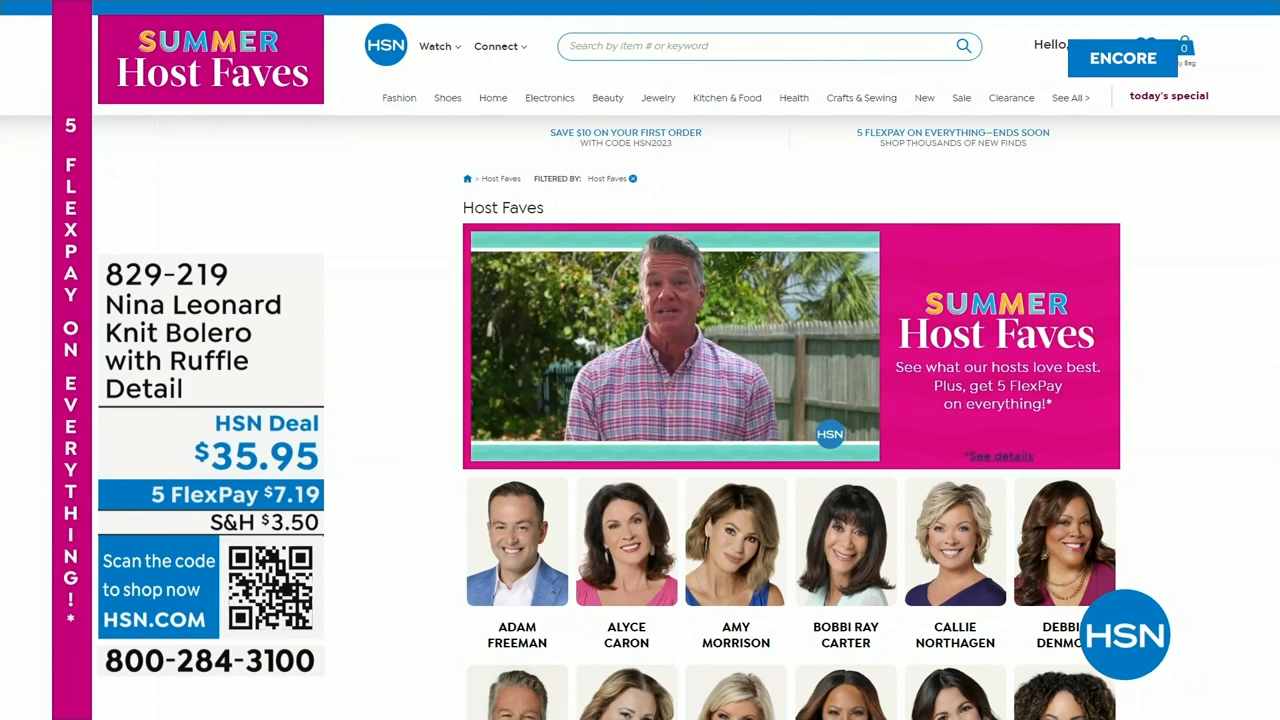 SUMMER
Host Faves
5 FLEXPAY ON EVERYTHING!*
829-219
Nina Leonard
Knit Bolero
with Ruffle
Detail
HSN Deal
$35.95
5 FlexPay $7.19
S&H $3.50
Scan the code
to shop now
HSN.COM
800-284-3100
HSN
Watch
Connect
Search by item # or keyword
Hello,
ENCORE
0
Bag
Fashion Shoes Home Electronics Beauty Jewelry Kitchen & Food Health Crafts & Sewing New Sale Clearance See All > today's special
SAVE $10 ON YOUR FIRST ORDER
WITH CODE HSN2023
5 FLEXPAY ON EVERYTHING—ENDS SOON
SHOP THOUSANDS OF NEW FINDS
> Host Faves FILTERED BY: Host Faves
Host Faves
HSN
SUMMER
Host Faves
See what our hosts love best.
Plus, get 5 FlexPay
on everything!*
*See details
ADAM
FREEMAN
ALYCE
CARON
AMY
MORRISON
BOBBI RAY
CARTER
CALLIE
NORTHAGEN
HSN